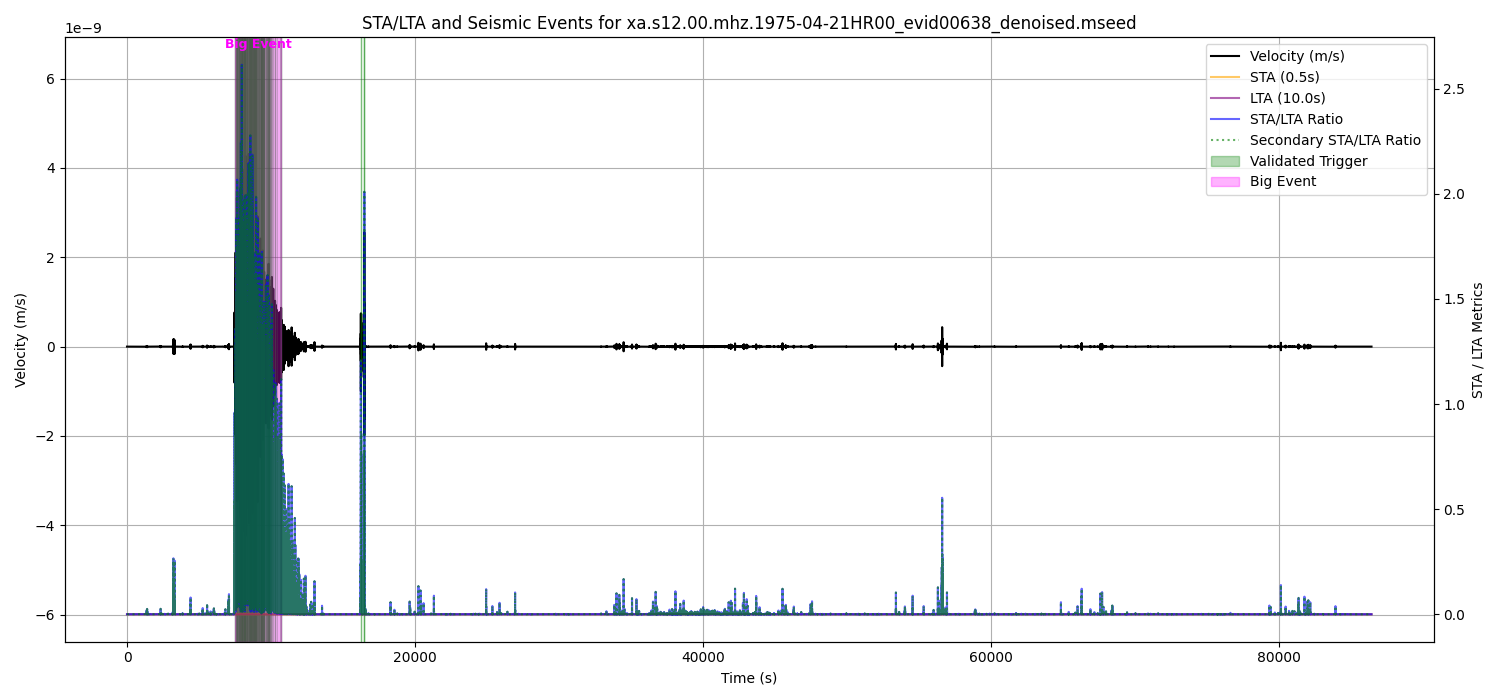 STA/LTA and Seismic Events for xa.s12.00.mhz.1975-04-21HR00_evid00638_denoised.mseed
1e−9
Big Event
Velocity (m/s)
STA (0.5s)
LTA (10.0s)
STA/LTA Ratio
Secondary STA/LTA Ratio
Validated Trigger
Big Event
6
4
2
0
−2
−4
−6
Velocity (m/s)
2.5
2.0
1.5
1.0
0.5
0.0
STA / LTA Metrics
0
20000
40000
60000
80000
Time (s)